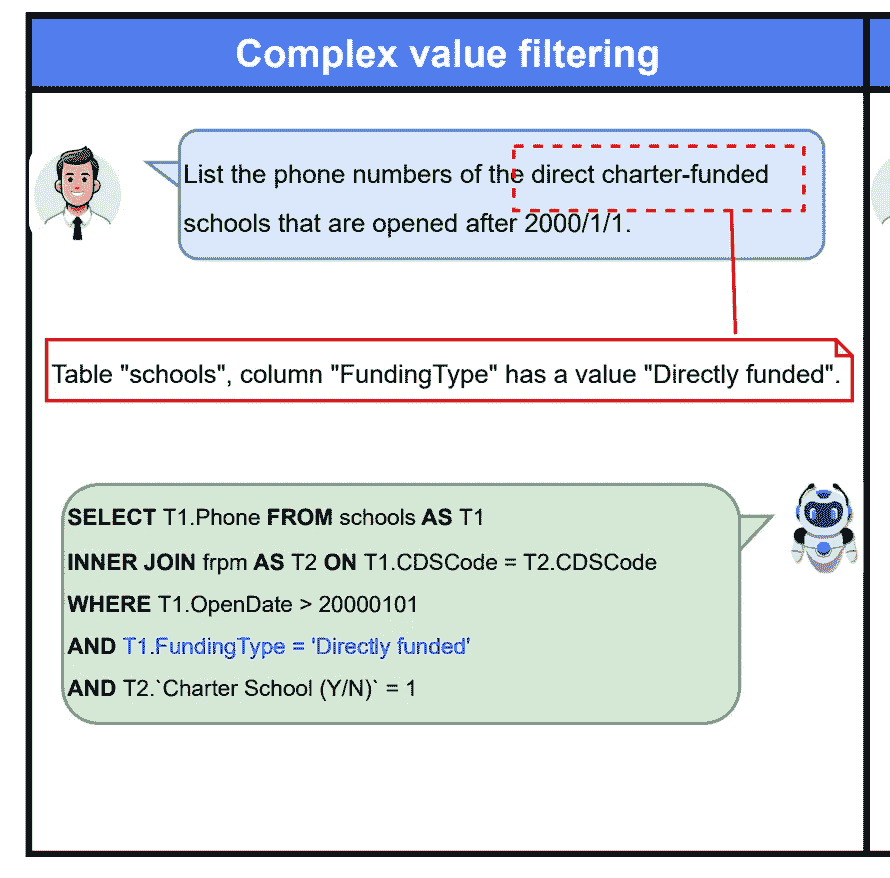 Complex value filtering
List the phone numbers of the direct charter-funded
schools that are opened after 2000/1/1.
Table "schools", column "FundingType" has a value "Directly funded".
SELECT T1.Phone FROM schools AS T1
INNER JOIN frpm AS T2 ON T1.CDSCode = T2.CDSCode
WHERE T1.OpenDate > 20000101
AND T1.FundingType = 'Directly funded'
AND T2.`Charter School (Y/N)` = 1